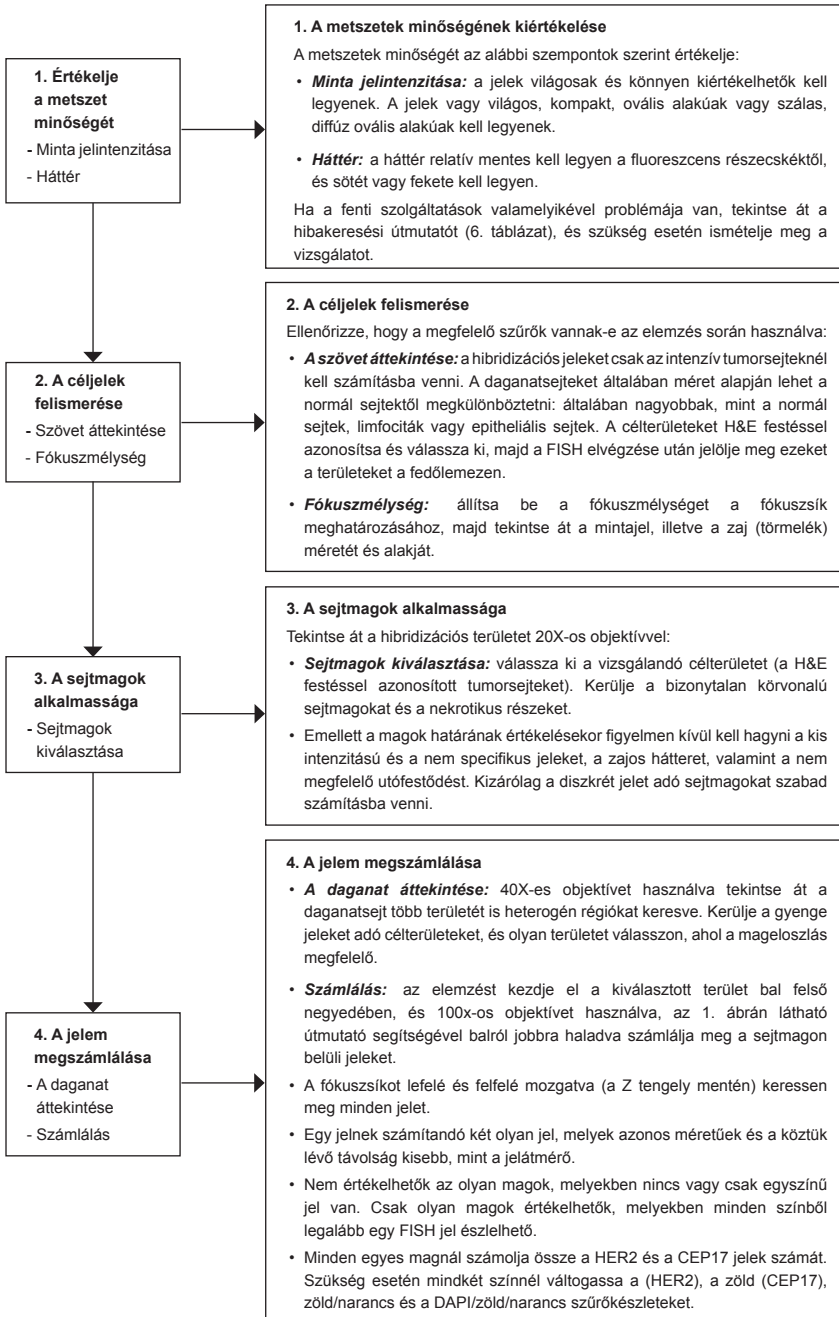 1. Értékelje
a metszet
minőségét
- Minta jelintenzitása
- Háttér
1. A metszetek minőségének kiértékelése
A metszetek minőségét az alábbi szempontok szerint értékelje:
• Minta jelintenzitása: a jelek világosak és könnyen kiértékelhetők kell
legyenek. A jelek vagy világos, kompakt, ovális alakúak vagy szálas,
diffúz ovális alakúak kell legyenek.
• Háttér: a háttér relatív mentes kell legyen a fluoreszcens részecskéktől,
és sötét vagy fekete kell legyen.
Ha a fenti szolgáltatások valamelyikével problémája van, tekintse át a
hibakeresési útmutatót (6. táblázat), és szükség esetén ismételje meg a
vizsgálatot.
2. A céljelek
felismerése
- Szövet áttekintése
- Fókuszmélység
2. A céljelek felismerése
Ellenőrizze, hogy a megfelelő szűrők vannak-e az elemzés során használva:
• A szövet áttekintése: a hibridizációs jeleket csak az intenzív tumorsejteknél
kell számításba venni. A daganatsejteket általában méret alapján lehet a
normál sejtektől megkülönböztetni: általában nagyobbak, mint a normál
sejtek, limfociták vagy epitheliális sejtek. A célterületeket H&E festéssel
azonosítsa és válassza ki, majd a FISH elvégzése után jelölje meg ezeket
a területeket a fedőlemezen.
• Fókuszmélység: állítsa be a fókuszmélységet a fókuszsík
meghatározásához, majd tekintse át a mintajel, illetve a zaj (törmelék)
méretét és alakját.
3. A sejtmagok
alkalmassága
- Sejtmagok
kiválasztása
3. A sejtmagok alkalmassága
Tekintse át a hibridizációs területet 20X-os objektívvel:
• Sejtmagok kiválasztása: válassza ki a vizsgálandó célterületet (a H&E
festéssel azonosított tumorsejteket). Kerülje a bizonytalan körvonalú
sejtmagokat és a nekrotikus részeket.
• Emellett a magok határának értékelésekor figyelmen kívül kell hagyni a kis
intenzitású és a nem specifikus jeleket, a zajos hátteret, valamint a nem
megfelelő utófestődést. Kizárólag a diszkrét jelet adó sejtmagokat szabad
számításba venni.
4. A jelem
megszámlálása
- A daganat
áttekintése
- Számlálás
4. A jelem megszámlálása
• A daganat áttekintése: 40X-es objektívet használva tekintse át a
daganatsejt több területét is heterogén régiókat keresve. Kerülje a gyenge
jeleket adó célterületeket, és olyan területet válasszon, ahol a mageloszlás
megfelelő.
• Számlálás: az elemzést kezdje el a kiválasztott terület bal felső
negyedében, és 100x-os objektívet használva, az 1. ábrán látható
útmutató segítségével balról jobbra haladva számlálja meg a sejtmagon
belüli jeleket.
• A fókuszsíkot lefelé és felfelé mozgatva (a Z tengely mentén) keressen
meg minden jelet.
• Egy jelnek számítandó két olyan jel, melyek azonos méretűek és a köztük
lévő távolság kisebb, mint a jelátmérő.
• Nem értékelhetők az olyan magok, melyekben nincs vagy csak egyszínű
jel van. Csak olyan magok értékelhetők, melyekben minden színből
legalább egy FISH jel észlelhető.
• Minden egyes magnál számolja össze a HER2 és a CEP17 jelek számát.
Szükség esetén mindkét színnél váltogassa a (HER2), a zöld (CEP17),
zöld/narancs és a DAPI/zöld/narancs szűrőkészleteket.